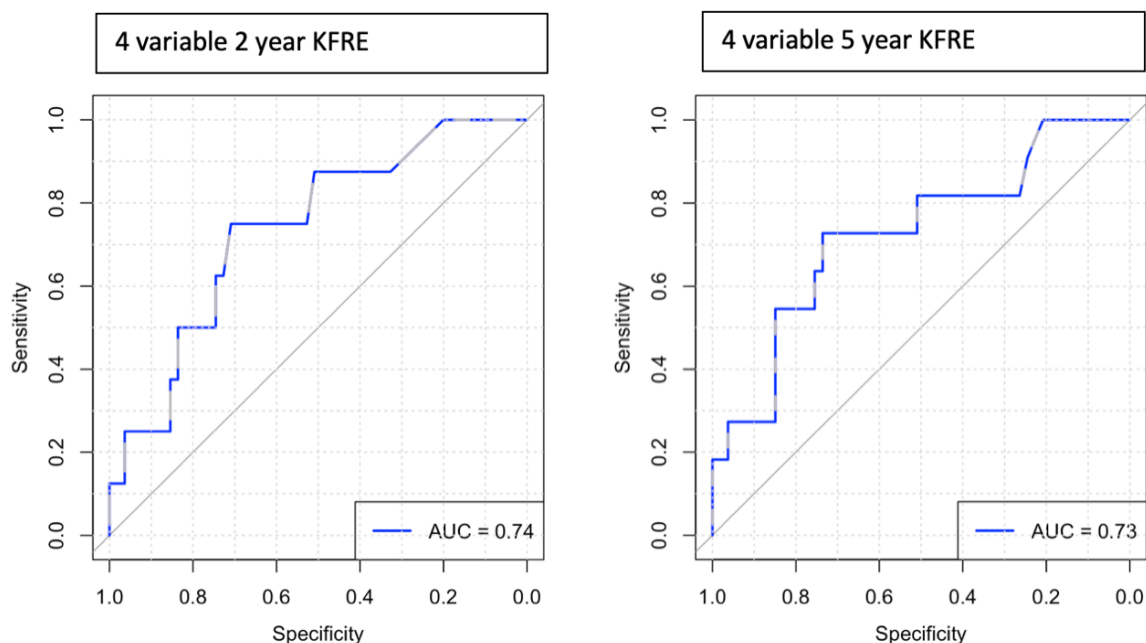 4 variable 2 year KFRE
4 variable 5 year KFRE
Sensitivity
1.0
0.8
0.6
0.4
0.2
0.0
AUC = 0.74
1.0 0.8 0.6 0.4 0.2 0.0
Specificity
Sensitivity
1.0
0.8
0.6
0.4
0.2
0.0
AUC = 0.73
1.0 0.8 0.6 0.4 0.2 0.0
Specificity